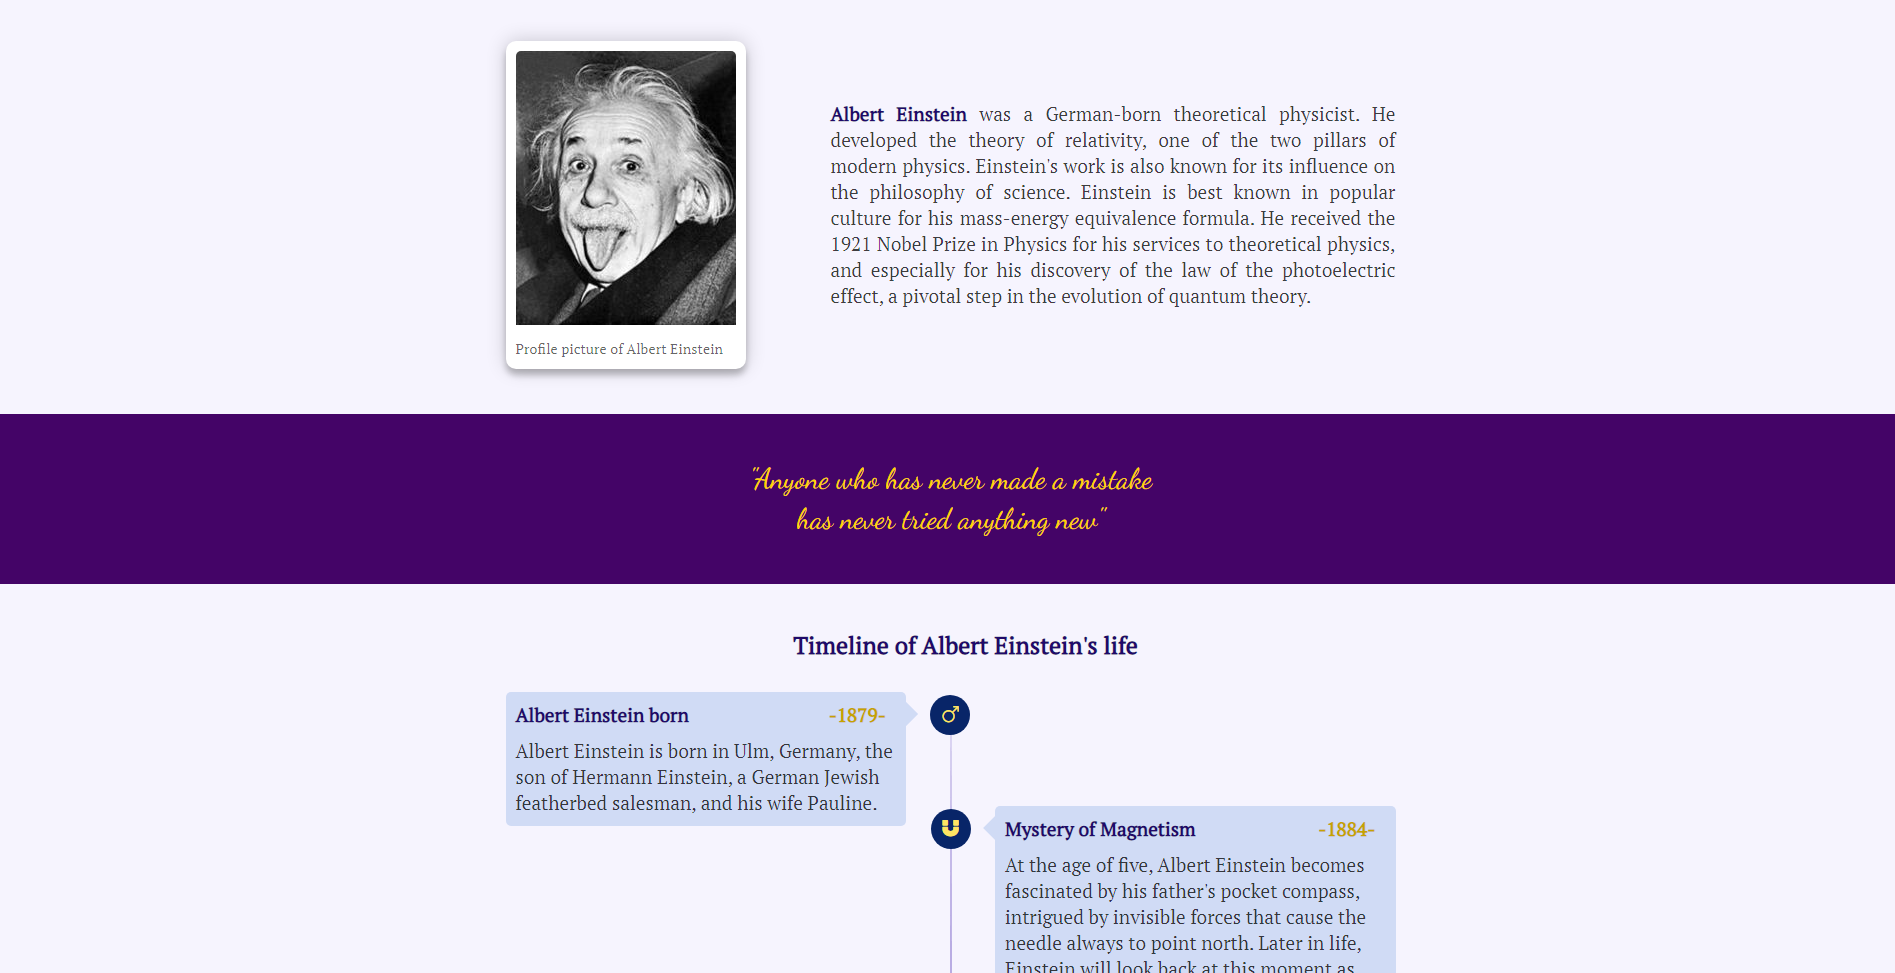 Profile picture of Albert Einstein
Albert Einstein was a German-born theoretical physicist. He
developed the theory of relativity, one of the two pillars of
modern physics. Einstein's work is also known for its influence on
the philosophy of science. Einstein is best known in popular
culture for his mass-energy equivalence formula. He received the
1921 Nobel Prize in Physics for his services to theoretical physics,
and especially for his discovery of the law of the photoelectric
effect, a pivotal step in the evolution of quantum theory.
"Anyone who has never made a mistake
has never tried anything new"
Timeline of Albert Einstein's life
Albert Einstein born -1879-
Albert Einstein is born in Ulm, Germany, the
son of Hermann Einstein, a German Jewish
featherbed salesman, and his wife Pauline.
Mystery of Magnetism -1884-
At the age of five, Albert Einstein becomes
fascinated by his father's pocket compass,
intrigued by invisible forces that cause the
needle always to point north. Later in life,
Einstein will look back at this moment as